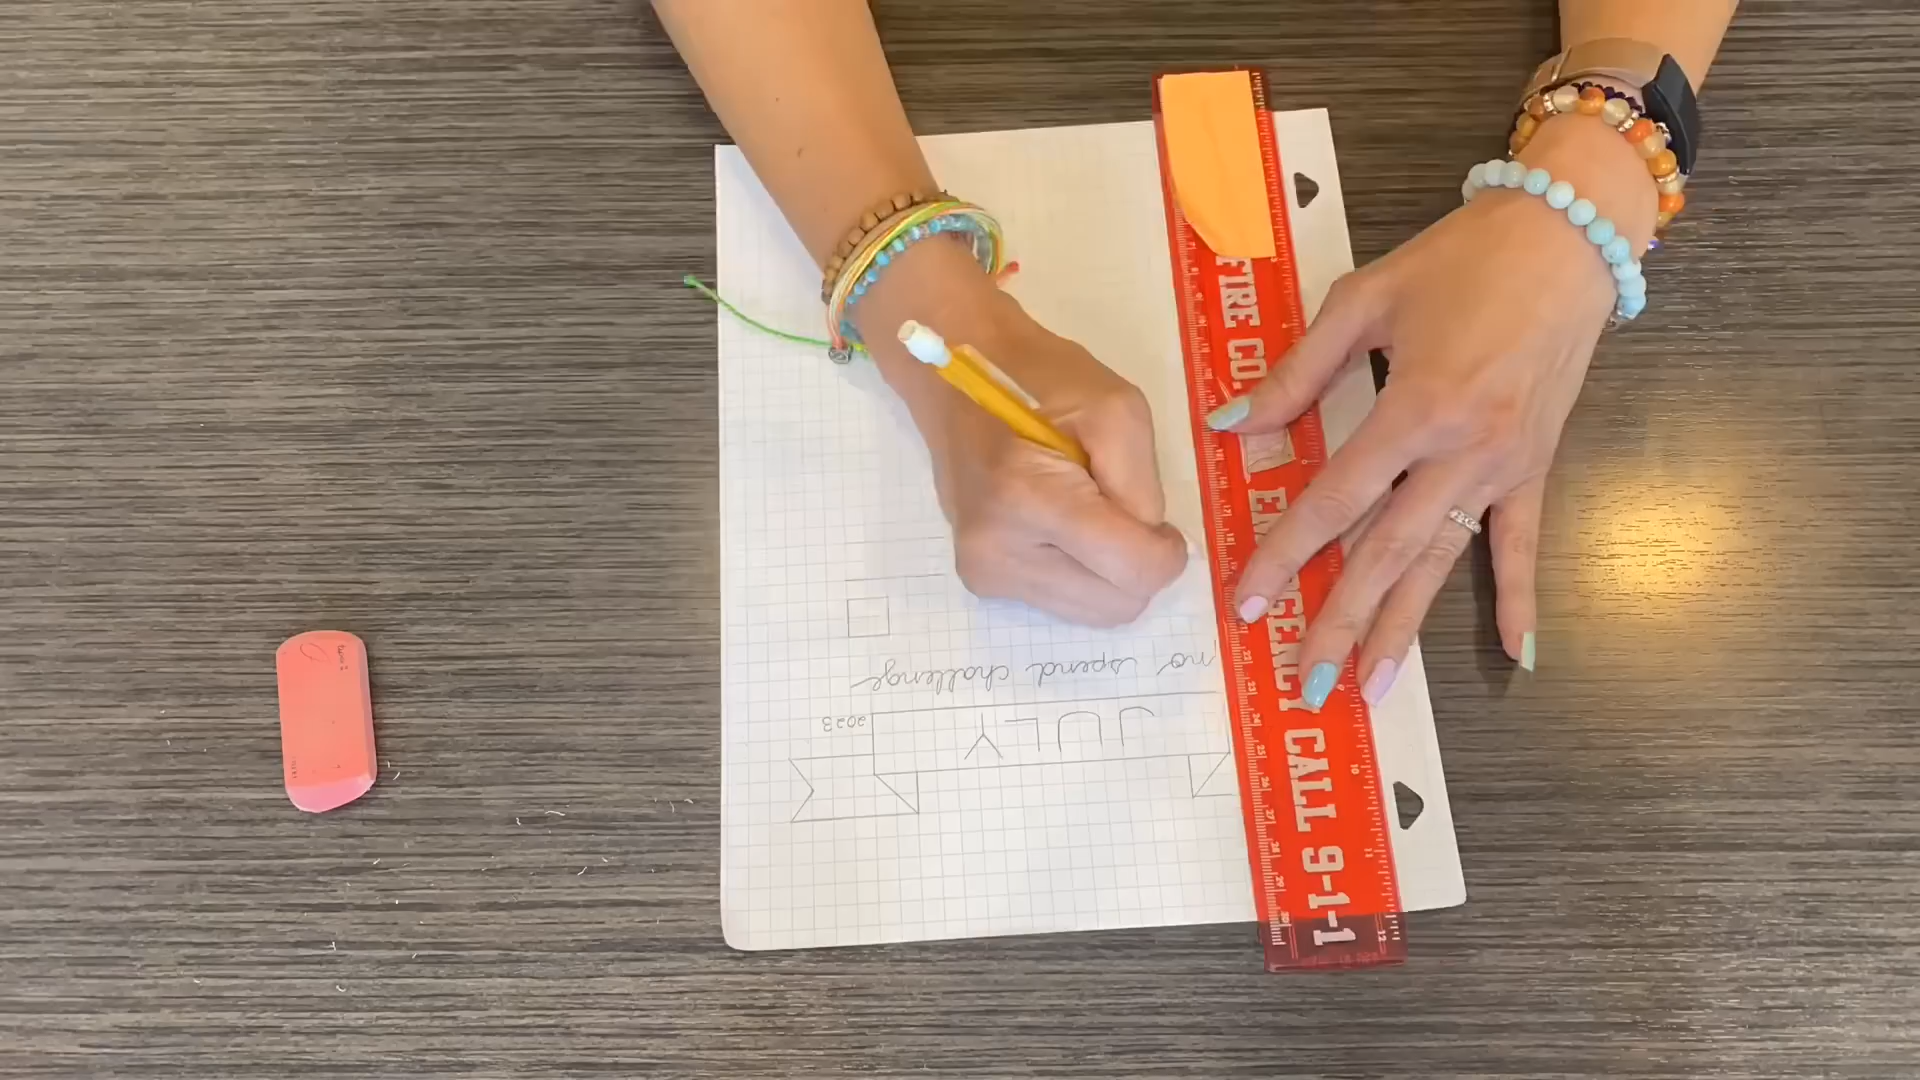 JULY
2023
no spend challenge
FIRE CO.
EMERGENCY CALL 9-1-1